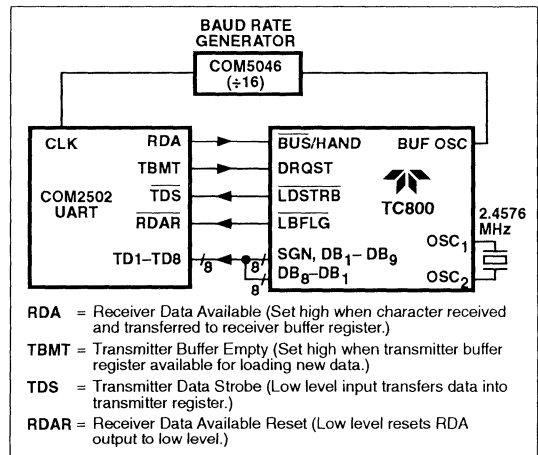 BAUD RATE
GENERATOR
COM5046
(÷16)
CLK
RDA
TBMT
TDS
RDAR
TD1–TD8
COM2502
UART
BUS/HAND
DRQST
LDSTRB
LBFLG
SGN, DB1– DB9
DB8–DB1
BUF OSC
TC800
OSC1
OSC2
2.4576
MHz
8
8
8
RDA = Receiver Data Available (Set high when character received
and transferred to receiver buffer register.)
TBMT = Transmitter Buffer Empty (Set high when transmitter buffer
register available for loading new data.)
TDS = Transmitter Data Strobe (Low level input transfers data into
transmitter register.)
RDAR = Receiver Data Available Reset (Low level resets RDA
output to low level.)